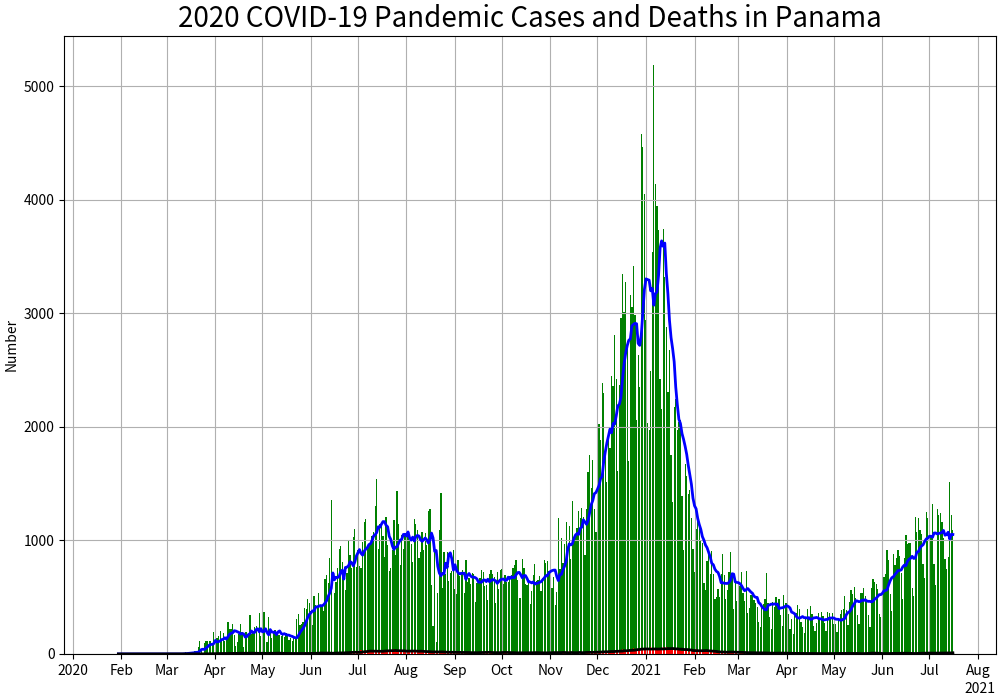 2020 COVID-19 Pandemic Cases and Deaths in Panama
Number
5000
4000
3000
2000
1000
0
2020 Feb Mar Apr May Jun Jul Aug Sep Oct Nov Dec 2021 Feb Mar Apr May Jun Jul Aug
2021